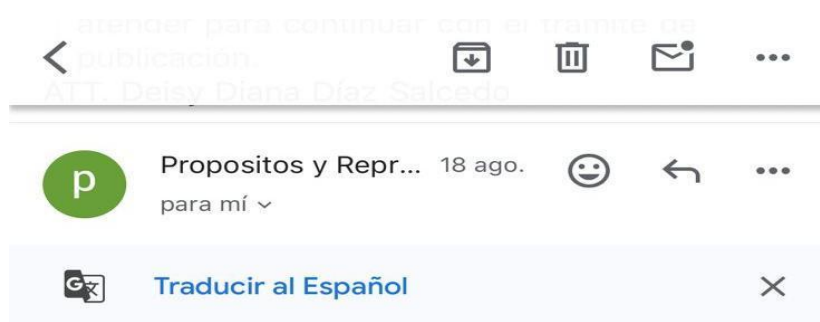 atender para continuar con el trámite de
publicación.
ATT. Deisy Diana Díaz Salcedo
p
Propositos y Repr... 18 ago.
para mí
Traducir al Español